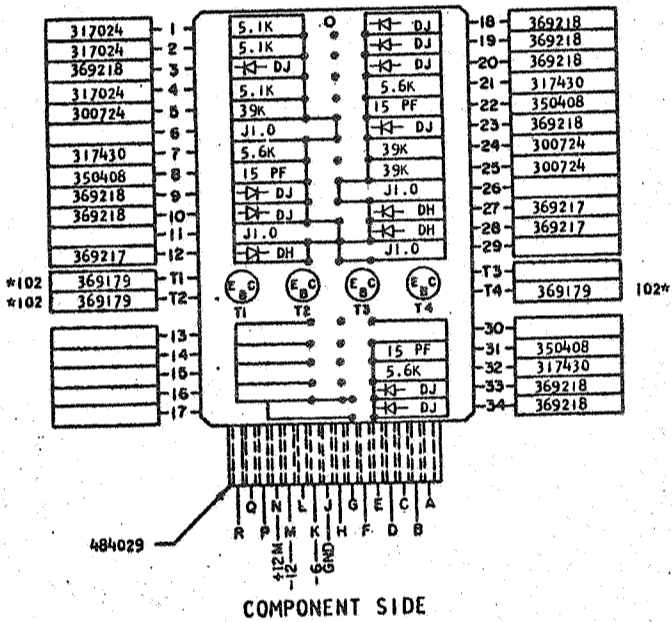 317024 1 5.1K DJ 18 369218
317024 2 5.1K DJ 19 369218
369218 3 DJ DJ 20 369218
317024 4 5.1K 5.6K 21 317430
300724 5 39K 15 PF 22 350408
6 J1.0 DJ 23 369218
317430 7 5.6K 39K 24 300724
350408 8 15 PF 39K 25 300724
369218 9 DJ J1.0 26
369218 10 DJ DH 27 369217
11 J1.0 DH 28 369217
369217 12 DH J1.0 29
*102 369179 T1 T3
*102 369179 T2 T4 369179 102*
E B C E B C E B C E B C
T1 T2 T3 T4
13 30
14 15 PF 31 350408
15 5.6K 32 317430
16 DJ 33 369218
17 DJ 34 369218
484029
R Q P N M L K J H G F E D C B A
+12M
-12
-6
GND
COMPONENT SIDE